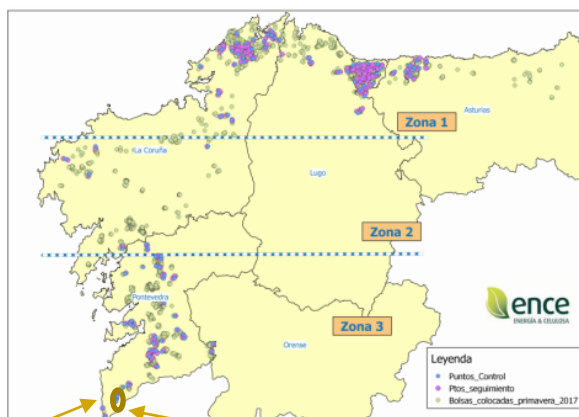 Zona 1
Asturias
La Coruña
Lugo
Zona 2
Pontevedra
ence
ENERGÍA & CELULOSA
Zona 3
Orense
Leyenda
Puntos_Control
Ptos_seguimiento
Bolsas_colocadas_primavera_2017